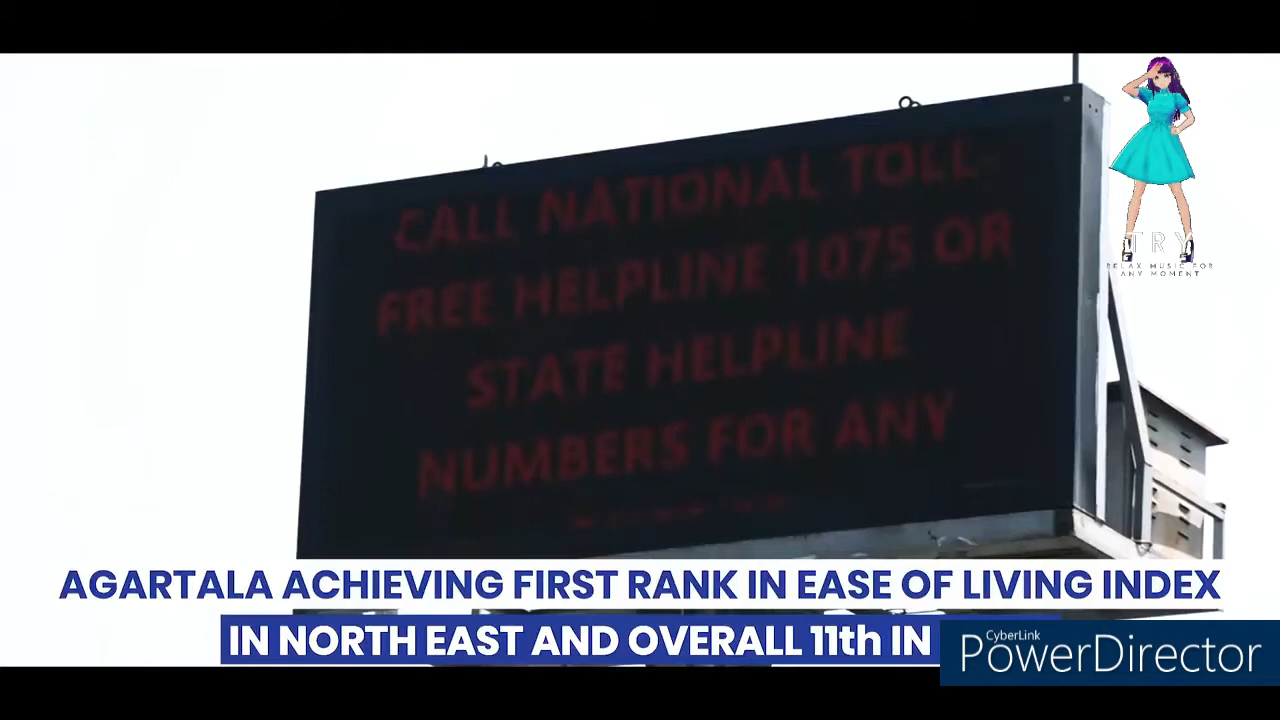 CALL NATIONAL TOLL-
FREE HELPLINE 1075 OR
STATE HELPLINE
NUMBERS FOR ANY
TRY
RELAX MUSIC FOR
ANY MOMENT
AGARTALA ACHIEVING FIRST RANK IN EASE OF LIVING INDEX
IN NORTH EAST AND OVERALL 11th IN
CyberLink
PowerDirector